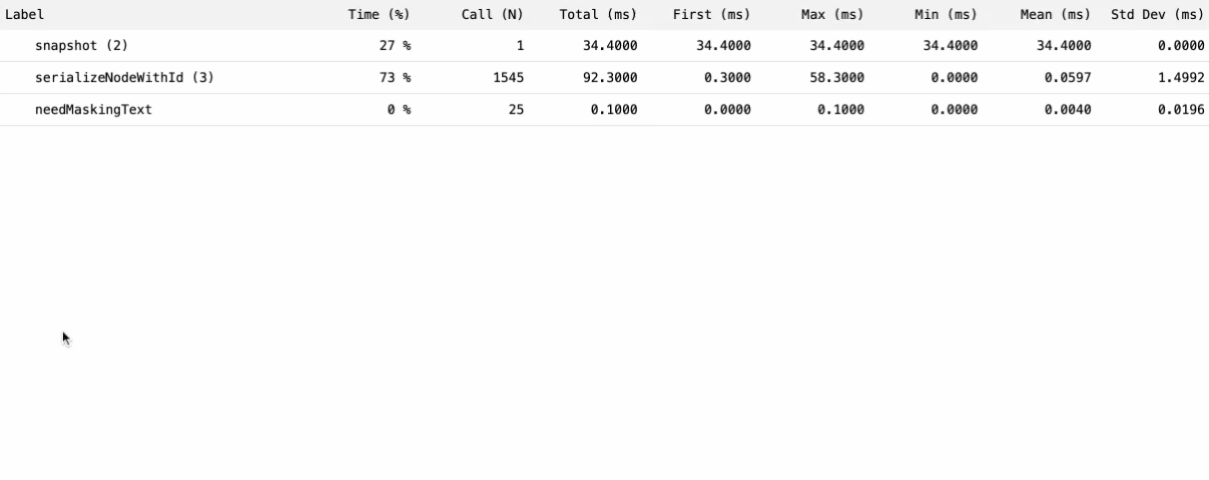 Label Time (%) Call (N) Total (ms) First (ms) Max (ms) Min (ms) Mean (ms) Std Dev (ms)
snapshot (2) 27 % 1 34.4000 34.4000 34.4000 34.4000 34.4000 0.0000
serializeNodeWithId (3) 73 % 1545 92.3000 0.3000 58.3000 0.0000 0.0597 1.4992
needMaskingText 0 % 25 0.1000 0.0000 0.1000 0.0000 0.0040 0.0196